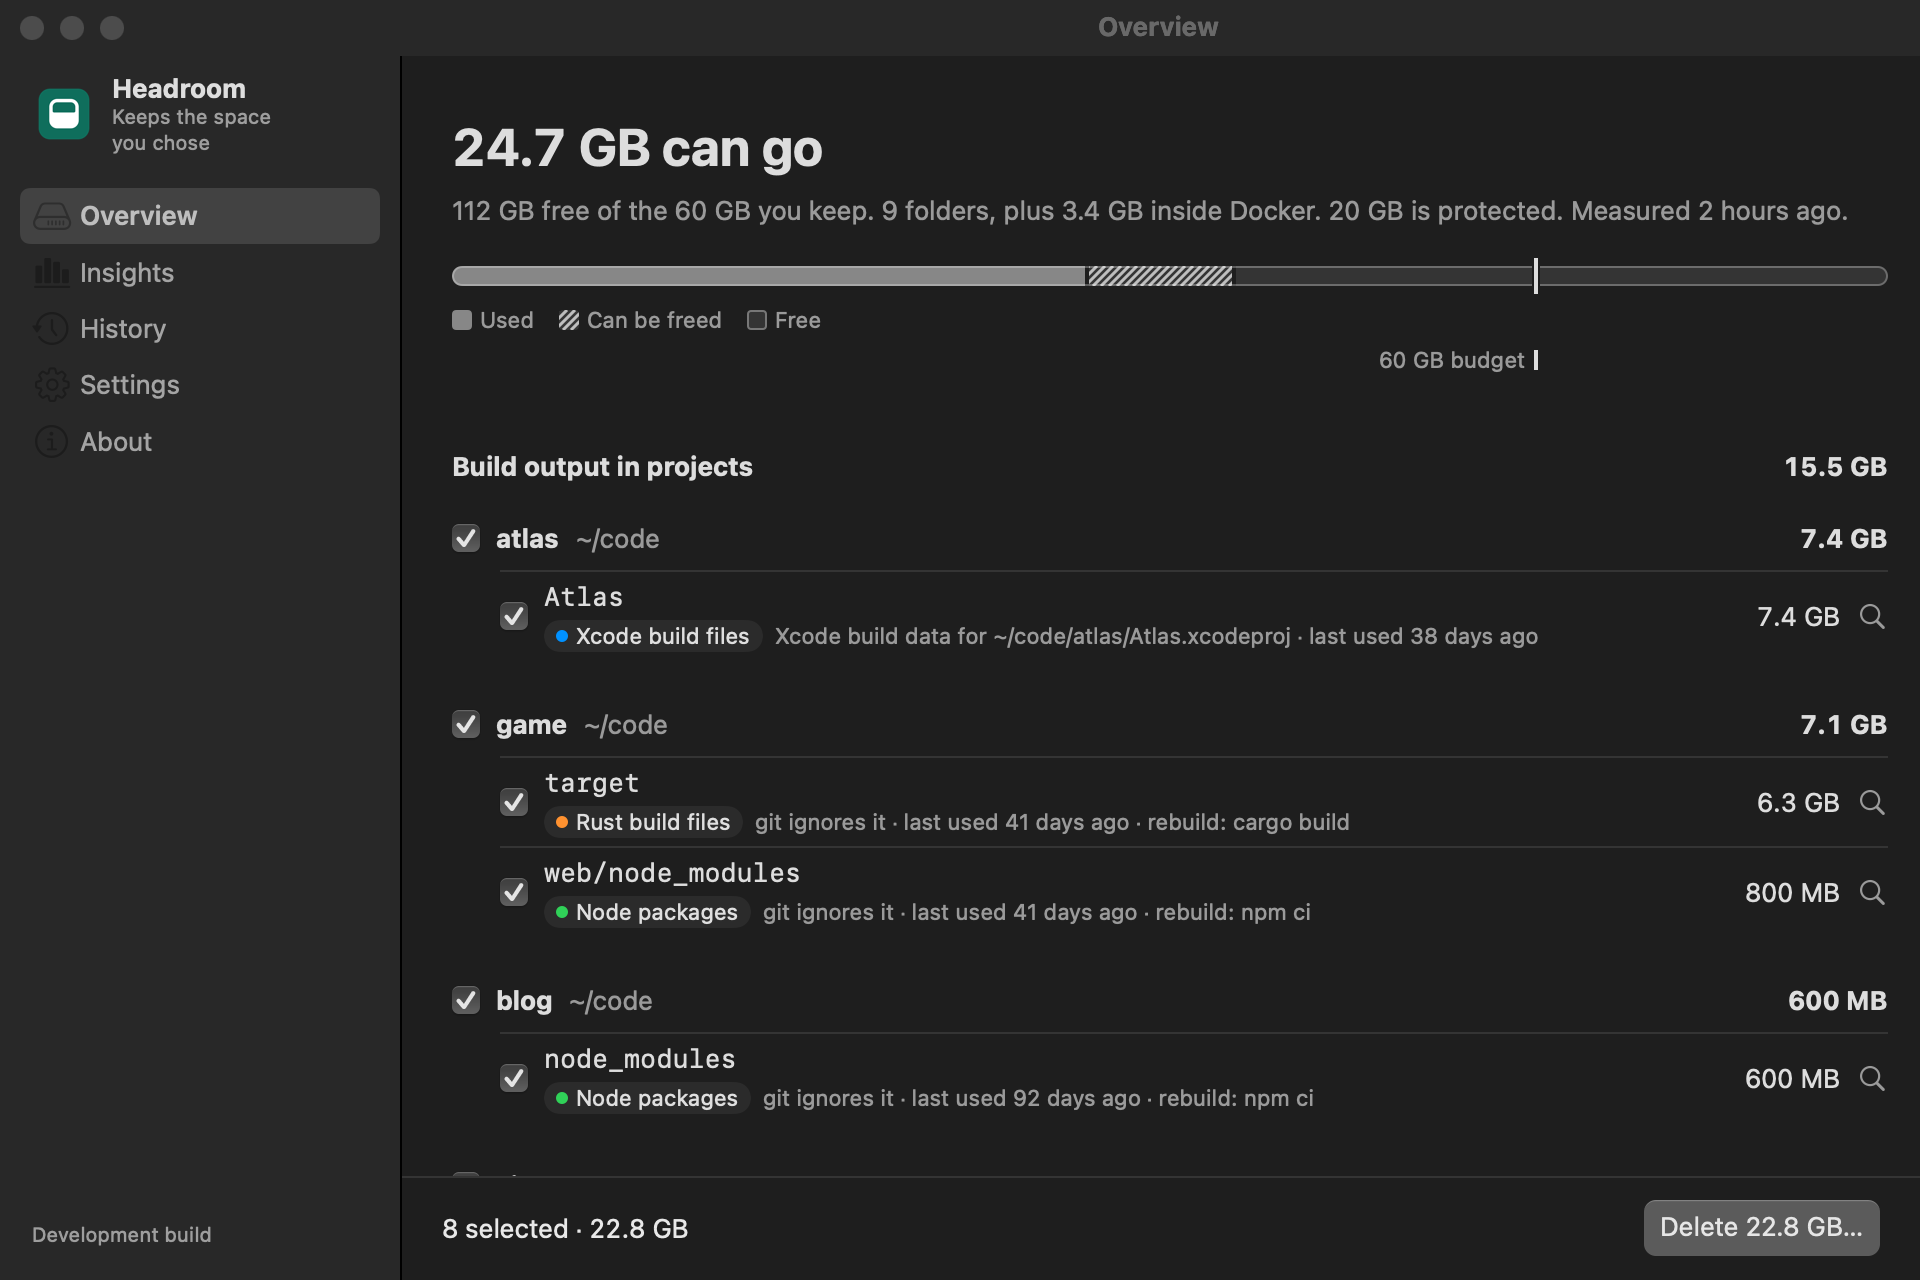 Overview
Headroom
Keeps the space
you chose
Overview
Insights
History
Settings
About
Development build
24.7 GB can go
112 GB free of the 60 GB you keep. 9 folders, plus 3.4 GB inside Docker. 20 GB is protected. Measured 2 hours ago.
Used
Can be freed
Free
60 GB budget
Build output in projects 15.5 GB
atlas ~/code 7.4 GB
Atlas
7.4 GB
Xcode build files Xcode build data for ~/code/atlas/Atlas.xcodeproj · last used 38 days ago
game ~/code 7.1 GB
target
6.3 GB
Rust build files git ignores it · last used 41 days ago · rebuild: cargo build
web/node_modules
800 MB
Node packages git ignores it · last used 41 days ago · rebuild: npm ci
blog ~/code 600 MB
node_modules
600 MB
Node packages git ignores it · last used 92 days ago · rebuild: npm ci
8 selected · 22.8 GB
Delete 22.8 GB...